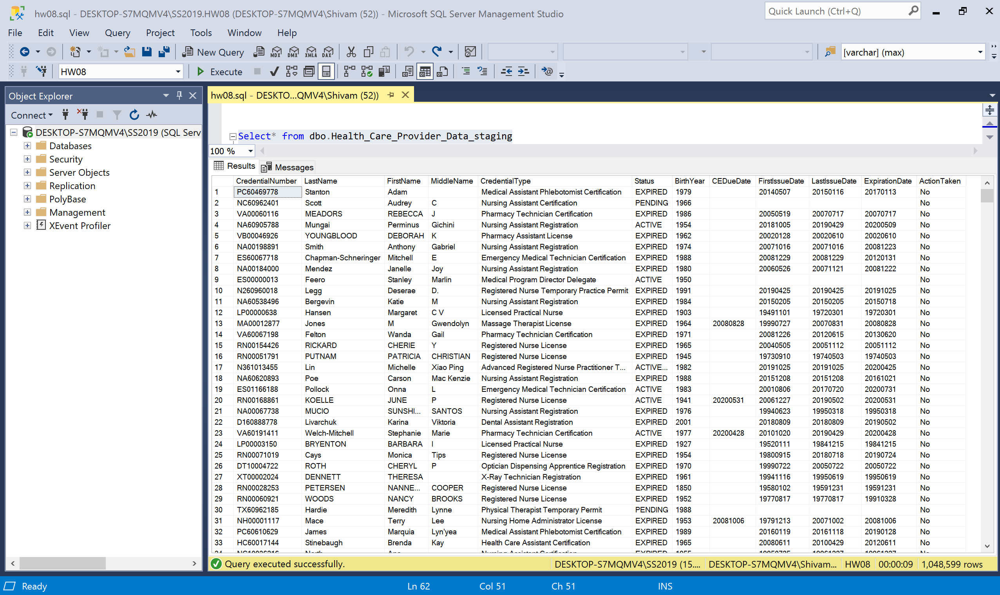 hw08.sql - DESKTOP-S7MQMV4\SS2019.HW08 (DESKTOP-S7MQMV4\Shivam (52)) - Microsoft SQL Server Management Studio
Quick Launch (Ctrl+Q)
File Edit View Query Project Tools Window Help
New Query MDX DMX XMLA DAX [varchar] (max)
HW08 Execute
Object Explorer
hw08.sql - DESKTO...QMV4\Shivam (52))
Connect
DESKTOP-S7MQMV4\SS2019 (SQL Serv
Databases
Security
Server Objects
Replication
PolyBase
Management
XEvent Profiler
Select* from dbo.Health_Care_Provider_Data_staging
100 %
Results Messages
CredentialNumber LastName FirstName MiddleName CredentialType Status BirthYear CEDueDate FirstIssueDate LastIssueDate ExpirationDate ActionTaken
1 PC60469778 Stanton Adam Medical Assistant Phlebotomist Certification EXPIRED 1979 20140507 20150116 20170113 No
2 NC60962401 Scott Audrey C Nursing Assistant Certification PENDING 1966 No
3 VA00060116 MEADORS REBECCA J Pharmacy Technician Certification EXPIRED 1986 20050519 20070717 20070717 No
4 NA60905788 Mungai Perminus Gichini Nursing Assistant Registration ACTIVE 1954 20181005 20190429 20200509 No
5 VB00046926 YOUNGBLOOD DEBORAH K Pharmacy Assistant License EXPIRED 1962 20020128 20020610 20020610 No
6 NA00198891 Smith Anthony Gabriel Nursing Assistant Registration EXPIRED 1974 20071016 20071016 20081223 No
7 ES60067718 Chapman-Schneringer Mitchell E Emergency Medical Technician Certification EXPIRED 1988 20081229 20081229 20120131 No
8 NA00184000 Mendez Janelle Joy Nursing Assistant Registration EXPIRED 1980 20060526 20071121 20081222 No
9 ES00000013 Feero Stanley Marlin Medical Program Director Delegate ACTIVE 1950 No
10 N260960018 Legg Deserae D. Registered Nurse Temporary Practice Permit EXPIRED 1991 20190425 20190425 20191025 No
11 NA60538496 Bergevin Katie M Nursing Assistant Registration EXPIRED 1984 20150205 20150205 20150718 No
12 LP00000638 Hansen Margaret C V Licensed Practical Nurse EXPIRED 1903 19491101 19720301 19720301 No
13 MA00012877 Jones M Gwendolyn Massage Therapist License EXPIRED 1964 20080828 19990727 20070831 20080828 No
14 VA60067198 Felton Wanda Gail Pharmacy Technician Certification EXPIRED 1971 20081226 20120615 20130620 No
15 RN00154426 RICKARD CHERIE Y Registered Nurse License EXPIRED 1965 20040505 20051112 20051112 No
16 RN00051791 PUTNAM PATRICIA CHRISTIAN Registered Nurse License EXPIRED 1945 19730910 19740503 19740503 No
17 N361013455 Lin Michelle Xiao Ping Advanced Registered Nurse Practitioner T... ACTIVE... 1982 20191025 20191025 20200425 No
18 NA60620893 Poe Carson Mac Kenzie Nursing Assistant Registration EXPIRED 1988 20151208 20151208 20161021 No
19 ES01166188 Pollock Onna L Emergency Medical Technician Certification ACTIVE 1983 20010806 20170720 20200731 No
20 RN00168861 KOELLE JUNE P Registered Nurse License ACTIVE 1941 20200531 20061227 20190502 20200531 No
21 NA00067738 MUCIO SUNSHI... SANTOS Nursing Assistant Registration EXPIRED 1976 19940623 19950318 19950318 No
22 D160888778 Livarchuk Karina Viktoria Dental Assistant Registration EXPIRED 2001 20180809 20180809 20190502 No
23 VA60191411 Welch-Mitchell Stephanie Marie Pharmacy Technician Certification ACTIVE 1977 20200428 20101020 20190429 20200428 No
24 LP00003150 BRYENTON BARBARA I Licensed Practical Nurse EXPIRED 1927 19520111 19841215 19841215 No
25 RN00071019 Cays Monica Tips Registered Nurse License EXPIRED 1954 19800915 20180718 20190724 No
26 DT10004722 ROTH CHERYL P Optician Dispensing Apprentice Registration EXPIRED 1970 19990722 20050722 20050722 No
27 XT00002024 DENNETT THERESA X-Ray Technician Registration EXPIRED 1961 19941116 19950619 19950619 No
28 RN00028253 PETERSEN NANNE... COOPER Registered Nurse License EXPIRED 1850 19580102 19591231 19591231 No
29 RN00060921 WOODS NANCY BROOKS Registered Nurse License EXPIRED 1952 19770817 19770817 19910328 No
30 TX60962185 Hardie Meredith Lynne Physical Therapist Temporary Permit PENDING 1988 No
31 NH00001117 Mace Terry Lee Nursing Home Administrator License EXPIRED 1953 20081006 19791213 20071002 20081006 No
32 PC60610629 James Marquia Lyn'yea Medical Assistant Phlebotomist Certification EXPIRED 1989 20160119 20161118 20190128 No
33 HC60017144 Stinebaugh Brenda Kay Health Care Assistant Certification EXPIRED 1965 20080611 20100429 20120611 No
Query executed successfully. DESKTOP-S7MQMV4\SS2019 (15.... DESKTOP-S7MQMV4\Shivam... HW08 00:00:09 1,048,599 rows
Ready Ln 62 Col 51 Ch 51 INS